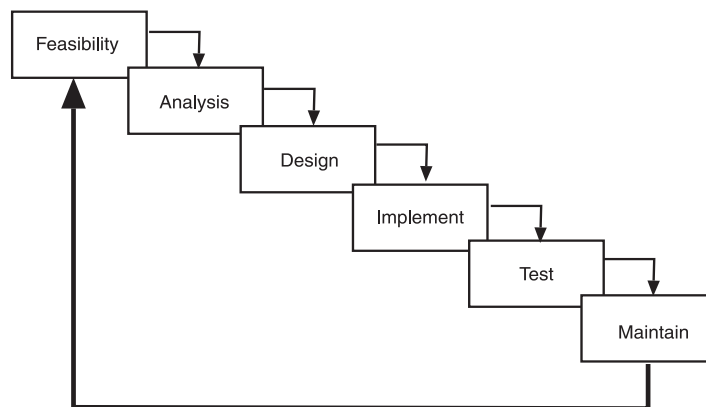 Feasibility
Analysis
Design
Implement
Test
Maintain